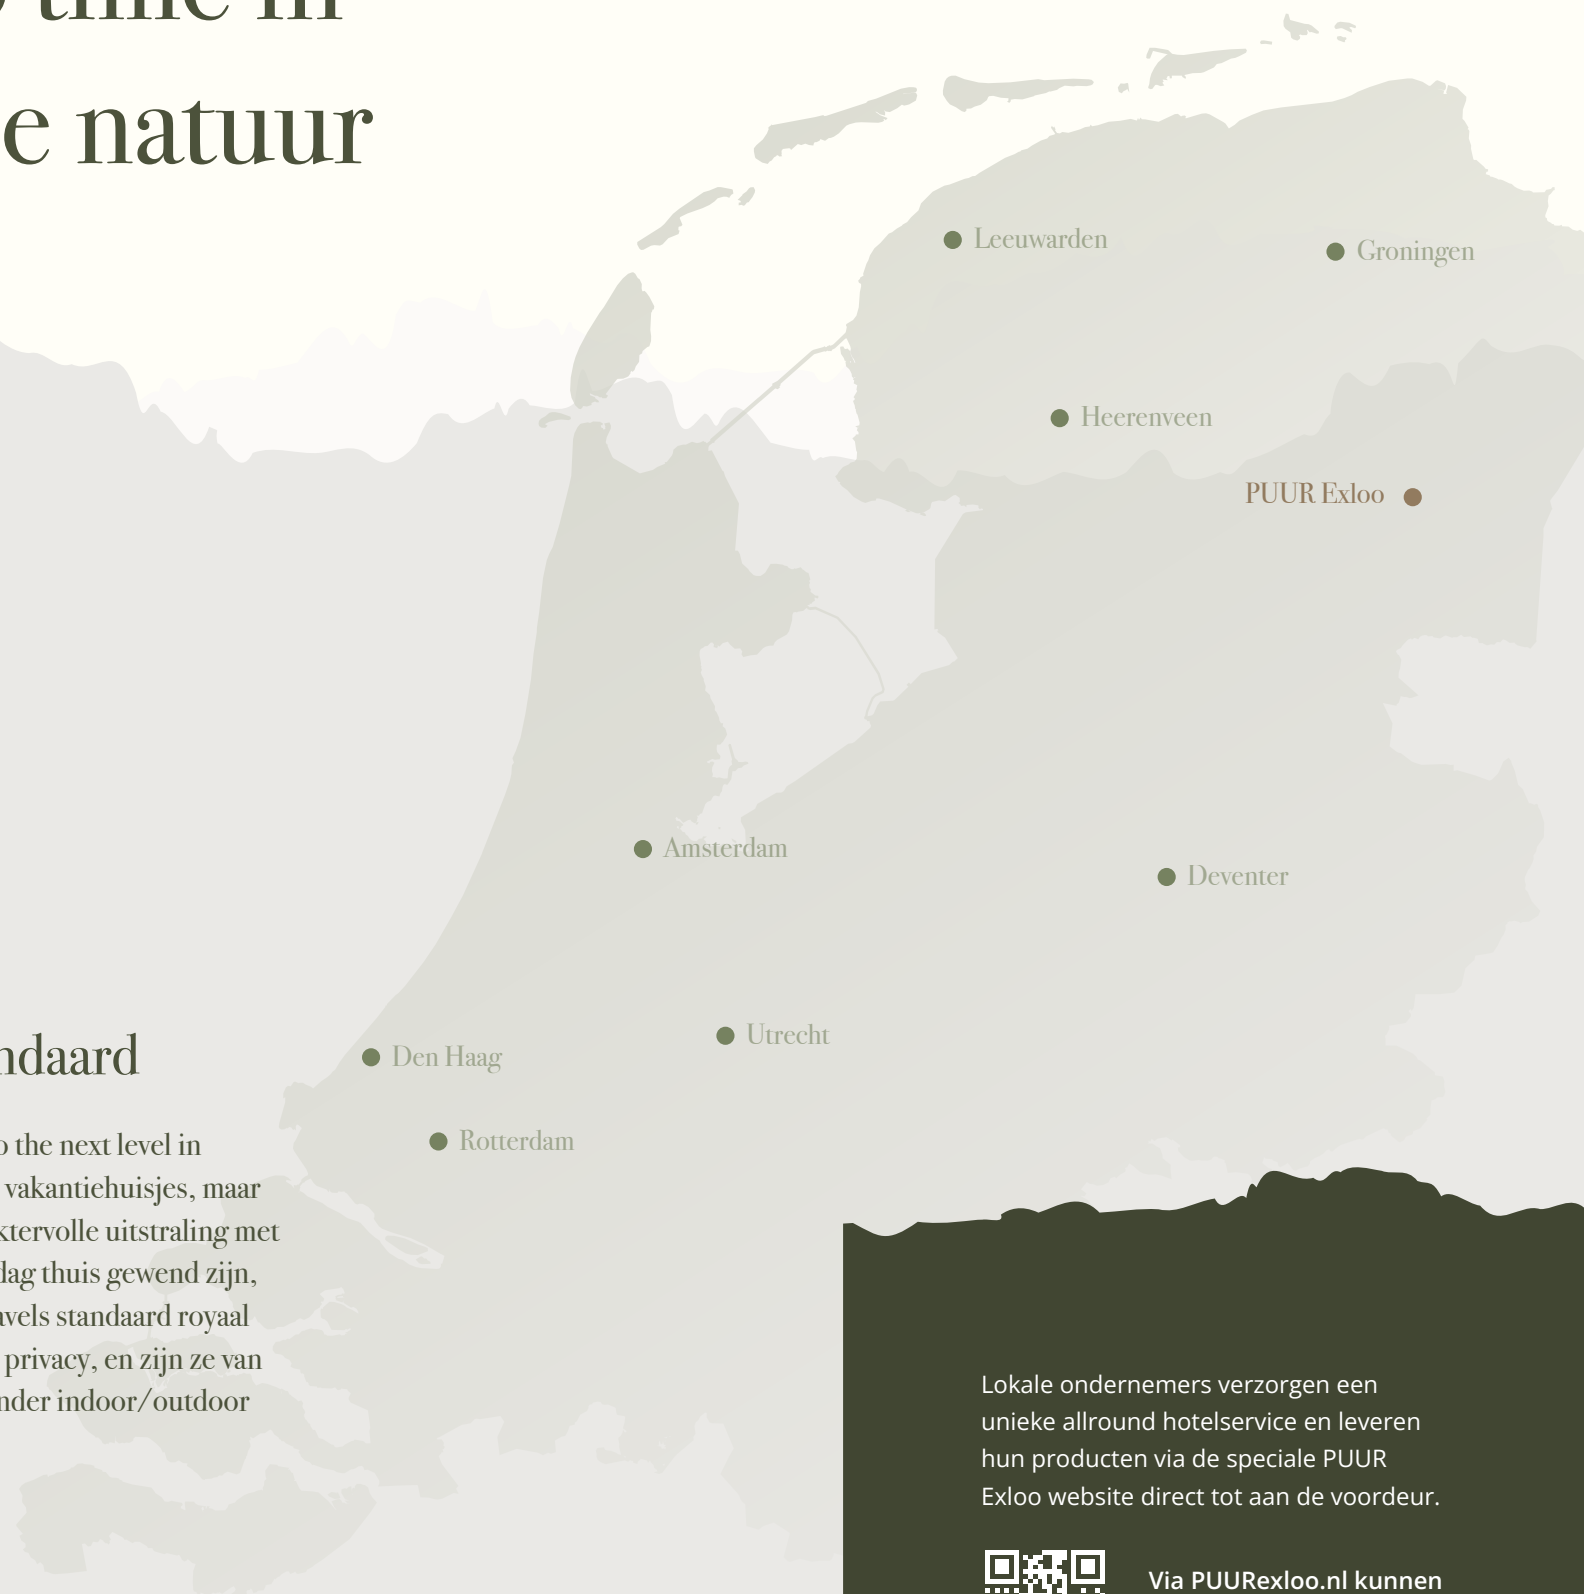 time in
e natuur
Leeuwarden
Groningen
Heerenveen
PUUR Exloo
Amsterdam
Deventer
Utrecht
Den Haag
Rotterdam
ndaard
o the next level in
vakantiehuisjes, maar
ktervolle uitstraling met
dag thuis gewend zijn,
avels standaard royaal
privacy, en zijn ze van
nder indoor/outdoor
Lokale ondernemers verzorgen een
unieke allround hotelservice en leveren
hun producten via de speciale PUUR
Exloo website direct tot aan de voordeur.
Via PUURexloo.nl kunnen